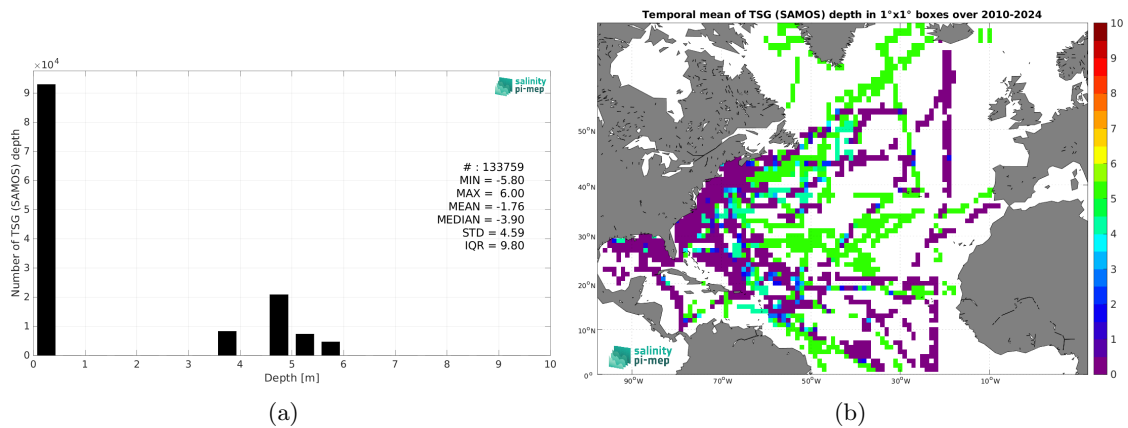 Temporal mean of TSG (SAMOS) depth in 1°x1° boxes over 2010-2024
×10⁴
9
8
7
6
5
4
3
2
1
0
Number of TSG (SAMOS) depth
salinity
pi-mep
# : 133759
MIN = -5.80
MAX = 6.00
MEAN = -1.76
MEDIAN = -3.90
STD = 4.59
IQR = 9.80
0 1 2 3 4 5 6 7 8 9 10
Depth [m]
(a)
50°N
40°N
30°N
20°N
10°N
0°
90°W 70°W 50°W 30°W 10°W
salinity
pi-mep
10
9
8
7
6
5
4
3
2
1
0
(b)